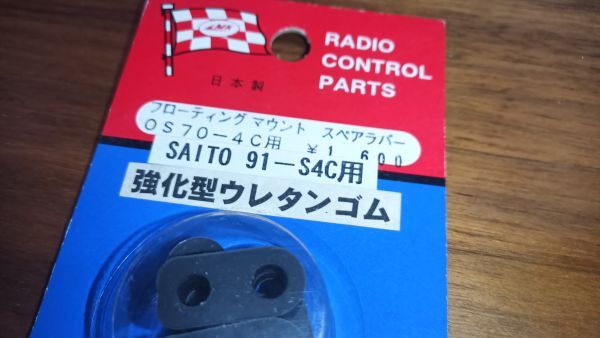 RADIO
CONTROL
PARTS
日本製
フローティングマウント スペアラバー
OS70-4C用 ¥1,600
SAITO 91-S4C用
強化型ウレタンゴム